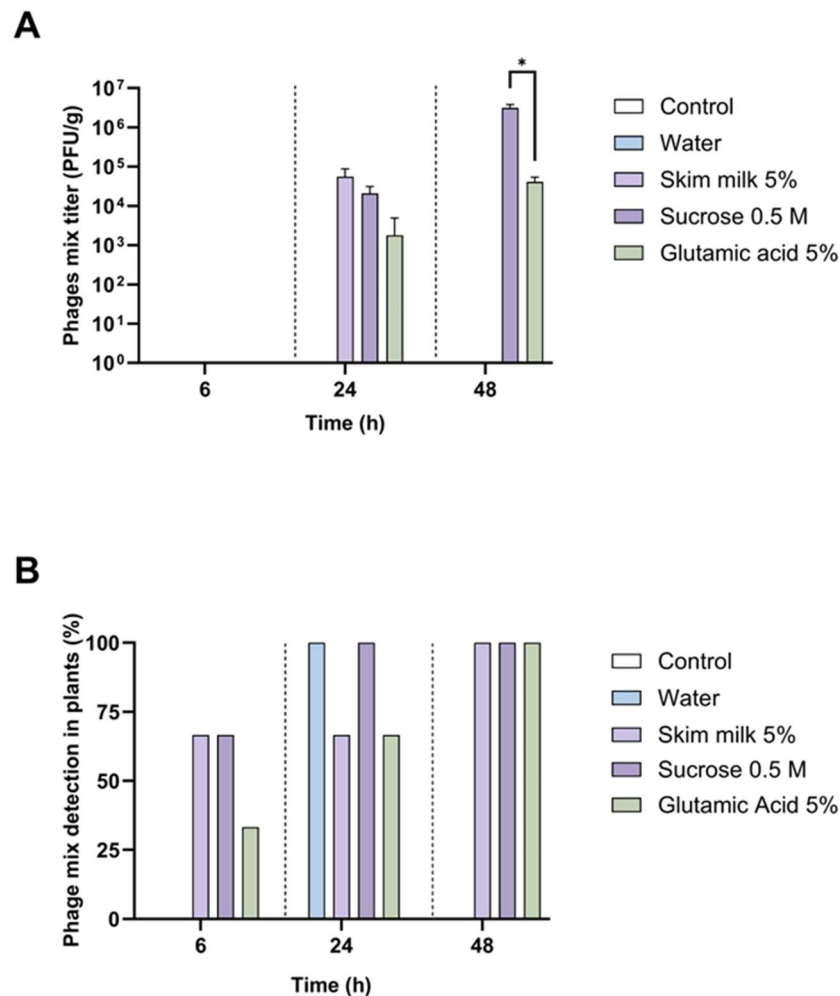 A
Phages mix titer (PFU/g)
10⁷
10⁶
10⁵
10⁴
10³
10²
10¹
10⁰
*
6
24
48
Time (h)
Control
Water
Skim milk 5%
Sucrose 0.5 M
Glutamic acid 5%
B
Phage mix detection in plants (%)
100
75
50
25
0
6
24
48
Time (h)
Control
Water
Skim milk 5%
Sucrose 0.5 M
Glutamic Acid 5%